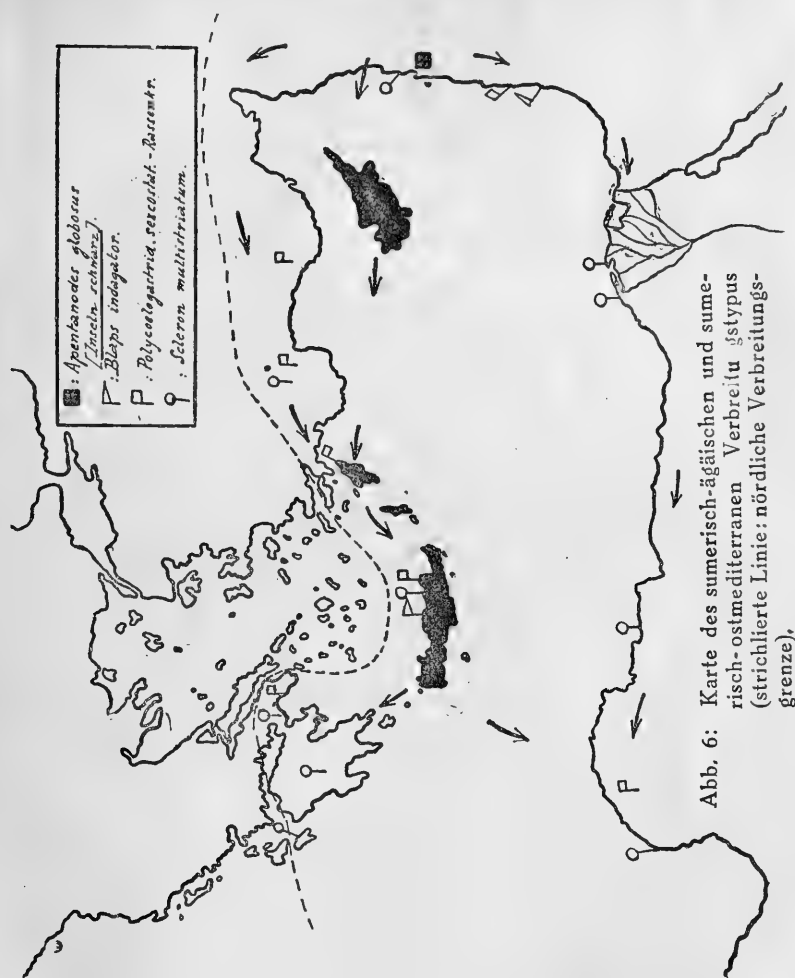 : Apentanodes globosus
(Inseln schwarz).
: Blaps indagator.
: Polycoelogastrid. sexcostat.-Rassenkr.
: Scleron multistriatum.
Abb. 6: Karte des sumerisch-ägäischen und sume-
risch-ostmediterranen Verbreitu gstypus
(strichlierte Linie: nördliche Verbreitungs-
grenze).